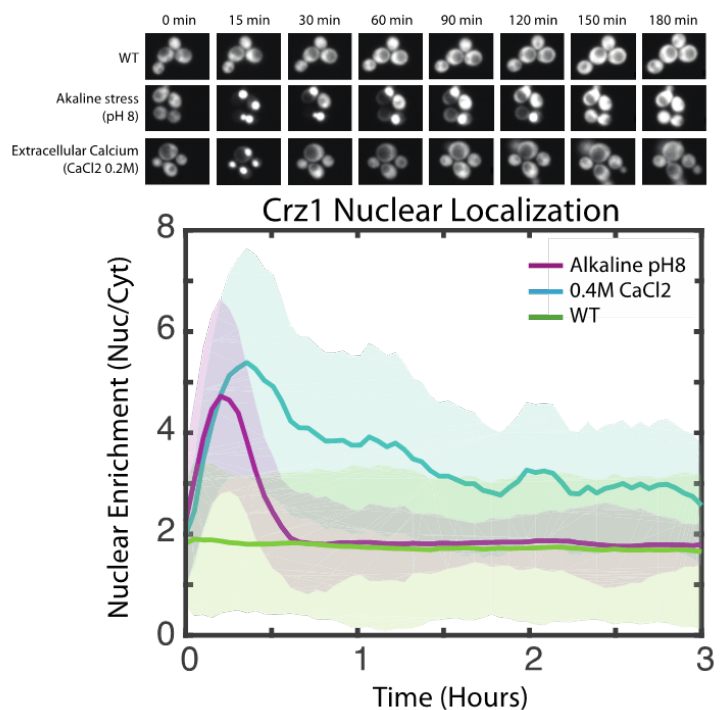 0 min 15 min 30 min 60 min 90 min 120 min 150 min 180 min
WT
Akaline stress
(pH 8)
Extracellular Calcium
(CaCl2 0.2M)
Crz1 Nuclear Localization
8
6
4
2
0
Nuclear Enrichment (Nuc/Cyt)
Alkaline pH8
0.4M CaCl2
WT
0 1 2 3
Time (Hours)